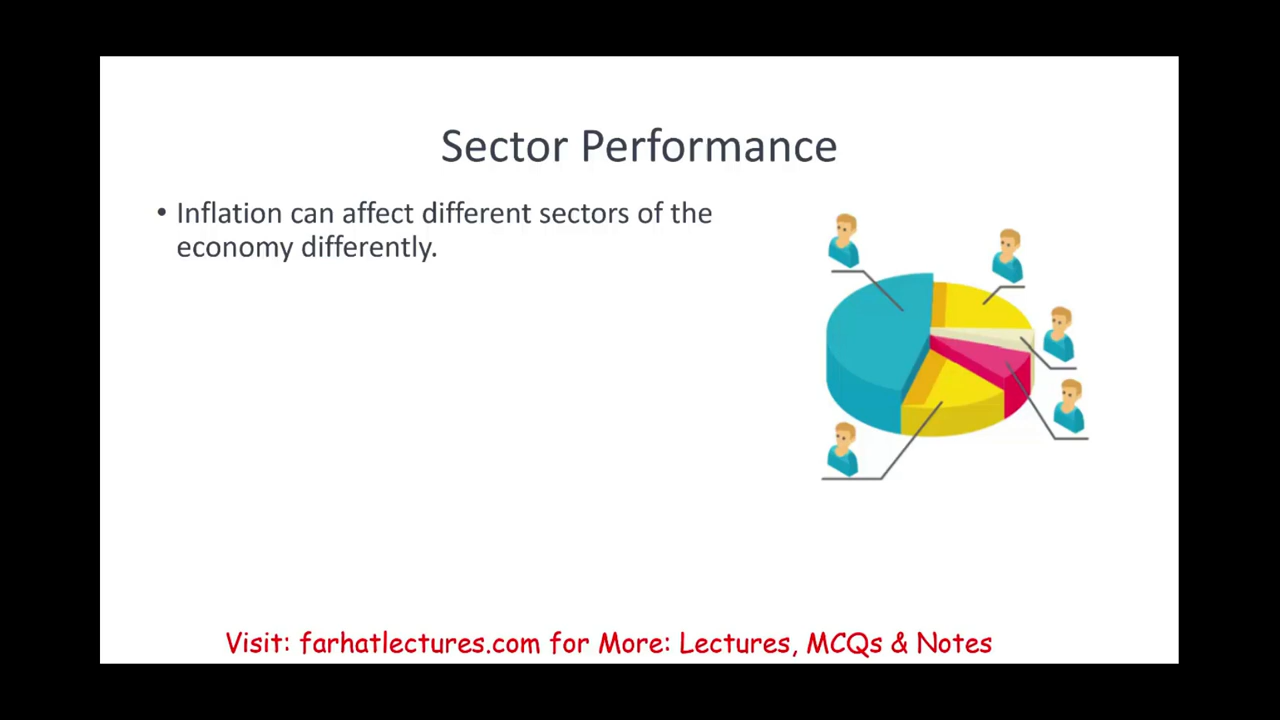 Sector Performance
• Inflation can affect different sectors of the
economy differently.
Visit: farhatlectures.com for More: Lectures, MCQs & Notes